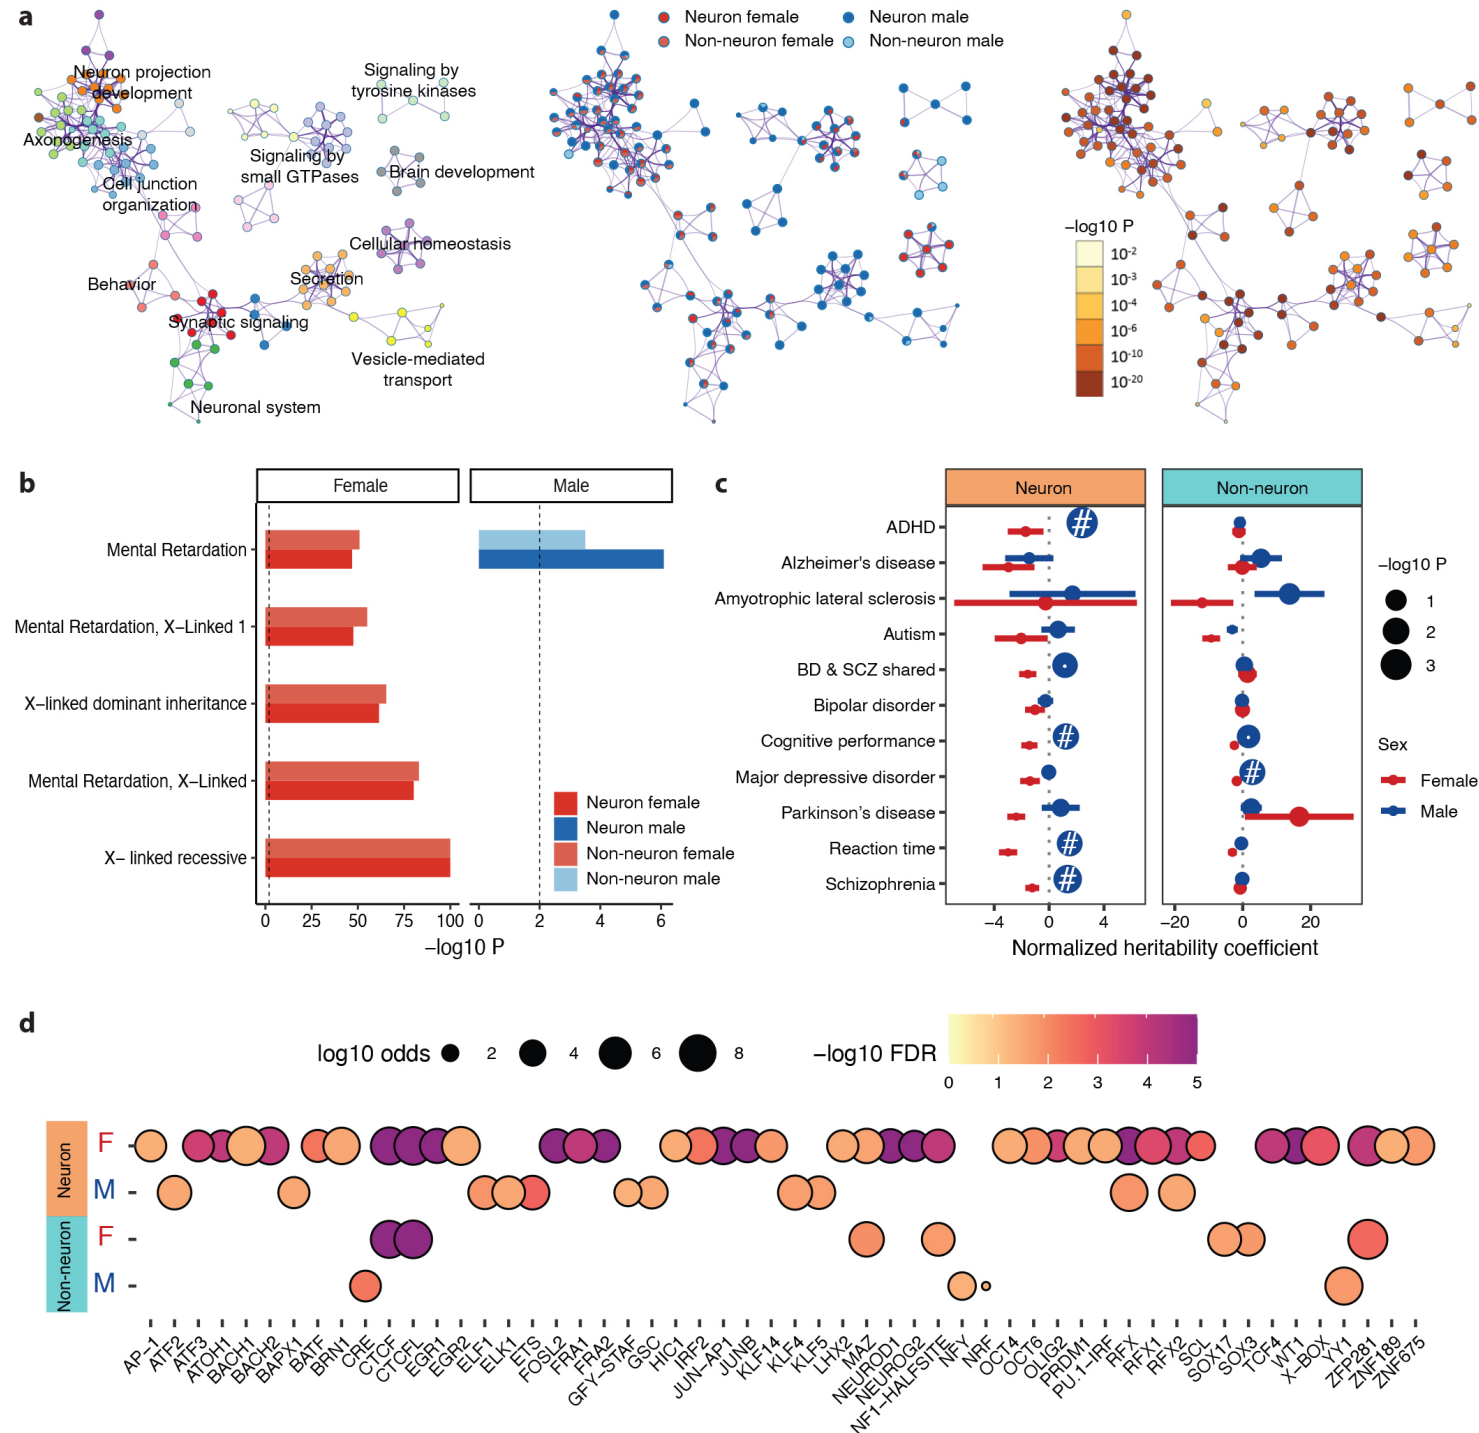 a
Neuron female
Neuron male
Non-neuron female
Non-neuron male
Neuron projection
development
Signaling by
tyrosine kinases
Axonogenesis
Signaling by
small GTPases
Brain development
Cell junction
organization
Cellular homeostasis
Behavior
Secretion
Synaptic signaling
Vesicle-mediated
transport
Neuronal system
−log10 P
10-2
10-3
10-4
10-6
10-10
10-20
b
Female
Male
Mental Retardation
Mental Retardation, X−Linked 1
X−linked dominant inheritance
Mental Retardation, X−Linked
X− linked recessive
Neuron female
Neuron male
Non−neuron female
Non−neuron male
0 25 50 75 100 0 2 4 6
−log10 P
c
Neuron
Non−neuron
ADHD
Alzheimer's disease
Amyotrophic lateral sclerosis
Autism
BD & SCZ shared
Bipolar disorder
Cognitive performance
Major depressive disorder
Parkinson's disease
Reaction time
Schizophrenia
#
#
#
#
#
−4 0 4 −20 0 20
Normalized heritability coefficient
−log10 P
1
2
3
Sex
Female
Male
d
log10 odds 2 4 6 8
−log10 FDR
0 1 2 3 4 5
Neuron
F
M
Non−neuron
F
M
AP−1
ATF2
ATF3
ATOH1
BACH1
BACH2
BAPX1
BATF
BRN1
CRE
CTCF
CTCFL
EGR1
EGR2
ELF1
ELK1
ETS
FOSL2
FRA1
FRA2
GFY−STAF
GSC
HIC1
IRF2
JUN−AP1
JUNB
KLF14
KLF4
KLF5
LHX2
MAZ
NEUROD1
NEUROG2
NF1−HALFSITE
NFY
NRF
OCT4
OCT6
OLIG2
PRDM1
PU.1−IRF
RFX
RFX1
RFX2
SCL
SOX17
SOX3
TCF4
WT1
X−BOX
YY1
ZFP281
ZNF189
ZNF675